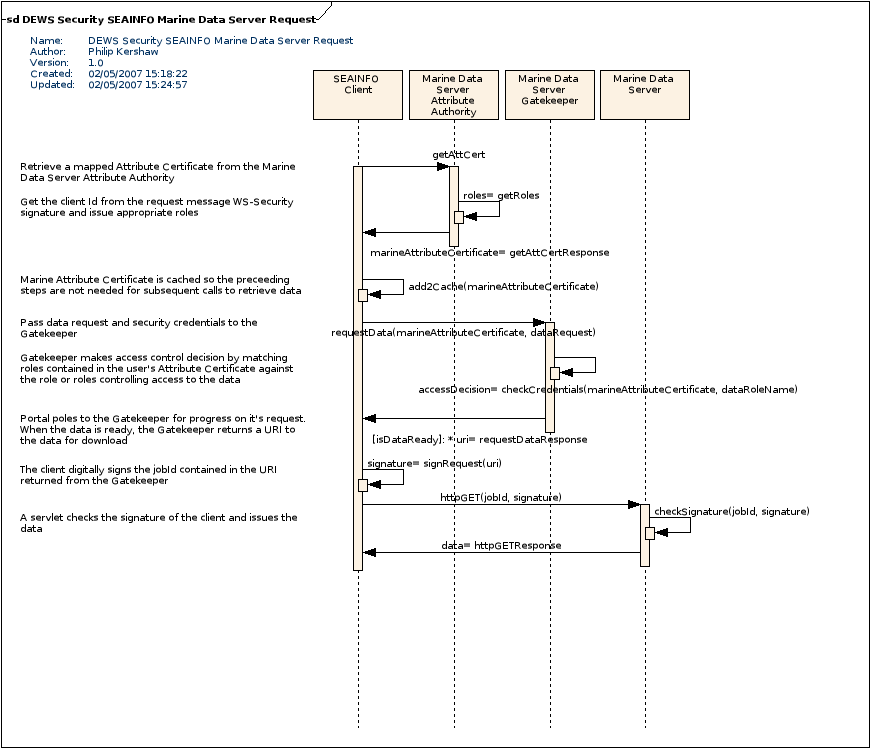 sd DEWS Security SEAINFO Marine Data Server Request
Name: DEWS Security SEAINFO Marine Data Server Request
Author: Philip Kershaw
Version: 1.0
Created: 02/05/2007 15:18:22
Updated: 02/05/2007 15:24:57
SEAINFO
Client
Marine Data
Server
Attribute
Authority
Marine Data
Server
Gatekeeper
Marine Data
Server
getAttCert
Retrieve a mapped Attribute Certificate from the Marine
Data Server Attribute Authority
roles= getRoles
Get the client Id from the request message WS-Security
signature and issue appropriate roles
marineAttributeCertificate= getAttCertResponse
Marine Attribute Certificate is cached so the preceeding
steps are not needed for subsequent calls to retrieve data
add2Cache(marineAttributeCertificate)
Pass data request and security credentials to the
Gatekeeper
requestData(marineAttributeCertificate, dataRequest)
Gatekeeper makes access control decision by matching
roles contained in the user's Attribute Certificate against
the role or roles controlling access to the data
accessDecision= checkCredentials(marineAttributeCertificate, dataRoleName)
Portal poles to the Gatekeeper for progress on it's request.
When the data is ready, the Gatekeeper returns a URI to
the data for download
[isDataReady]: * uri= requestDataResponse
The client digitally signs the jobId contained in the URI
returned from the Gatekeeper
signature= signRequest(uri)
httpGET(jobId, signature)
A servlet checks the signature of the client and issues the
data
checkSignature(jobId, signature)
data= httpGETResponse